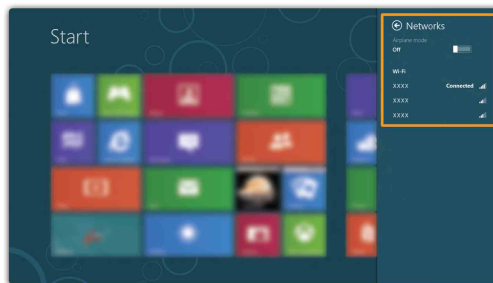 Start
Networks
Airplane mode
Off
Wi-Fi
XXXX Connected
XXXX
XXXX